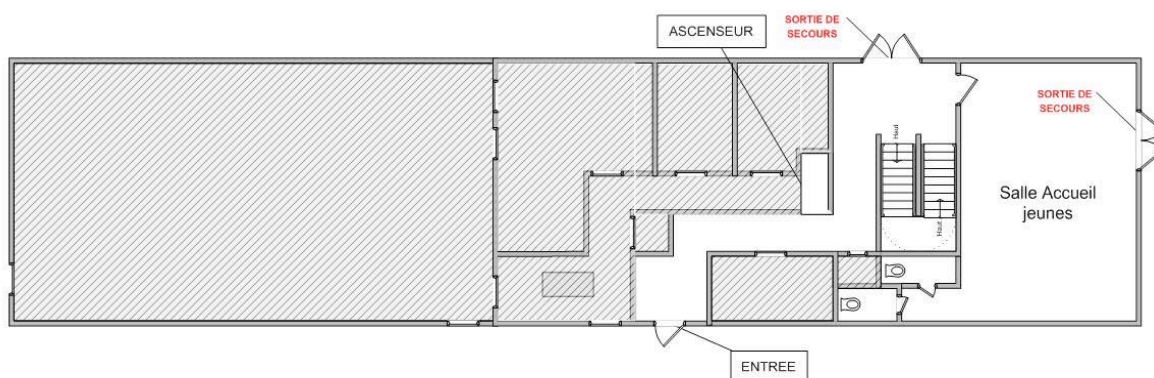 SORTIE DE
SECOURS
ASCENSEUR
SORTIE DE
SECOURS
Haut
Salle Accueil
jeunes
Haut
ENTREE